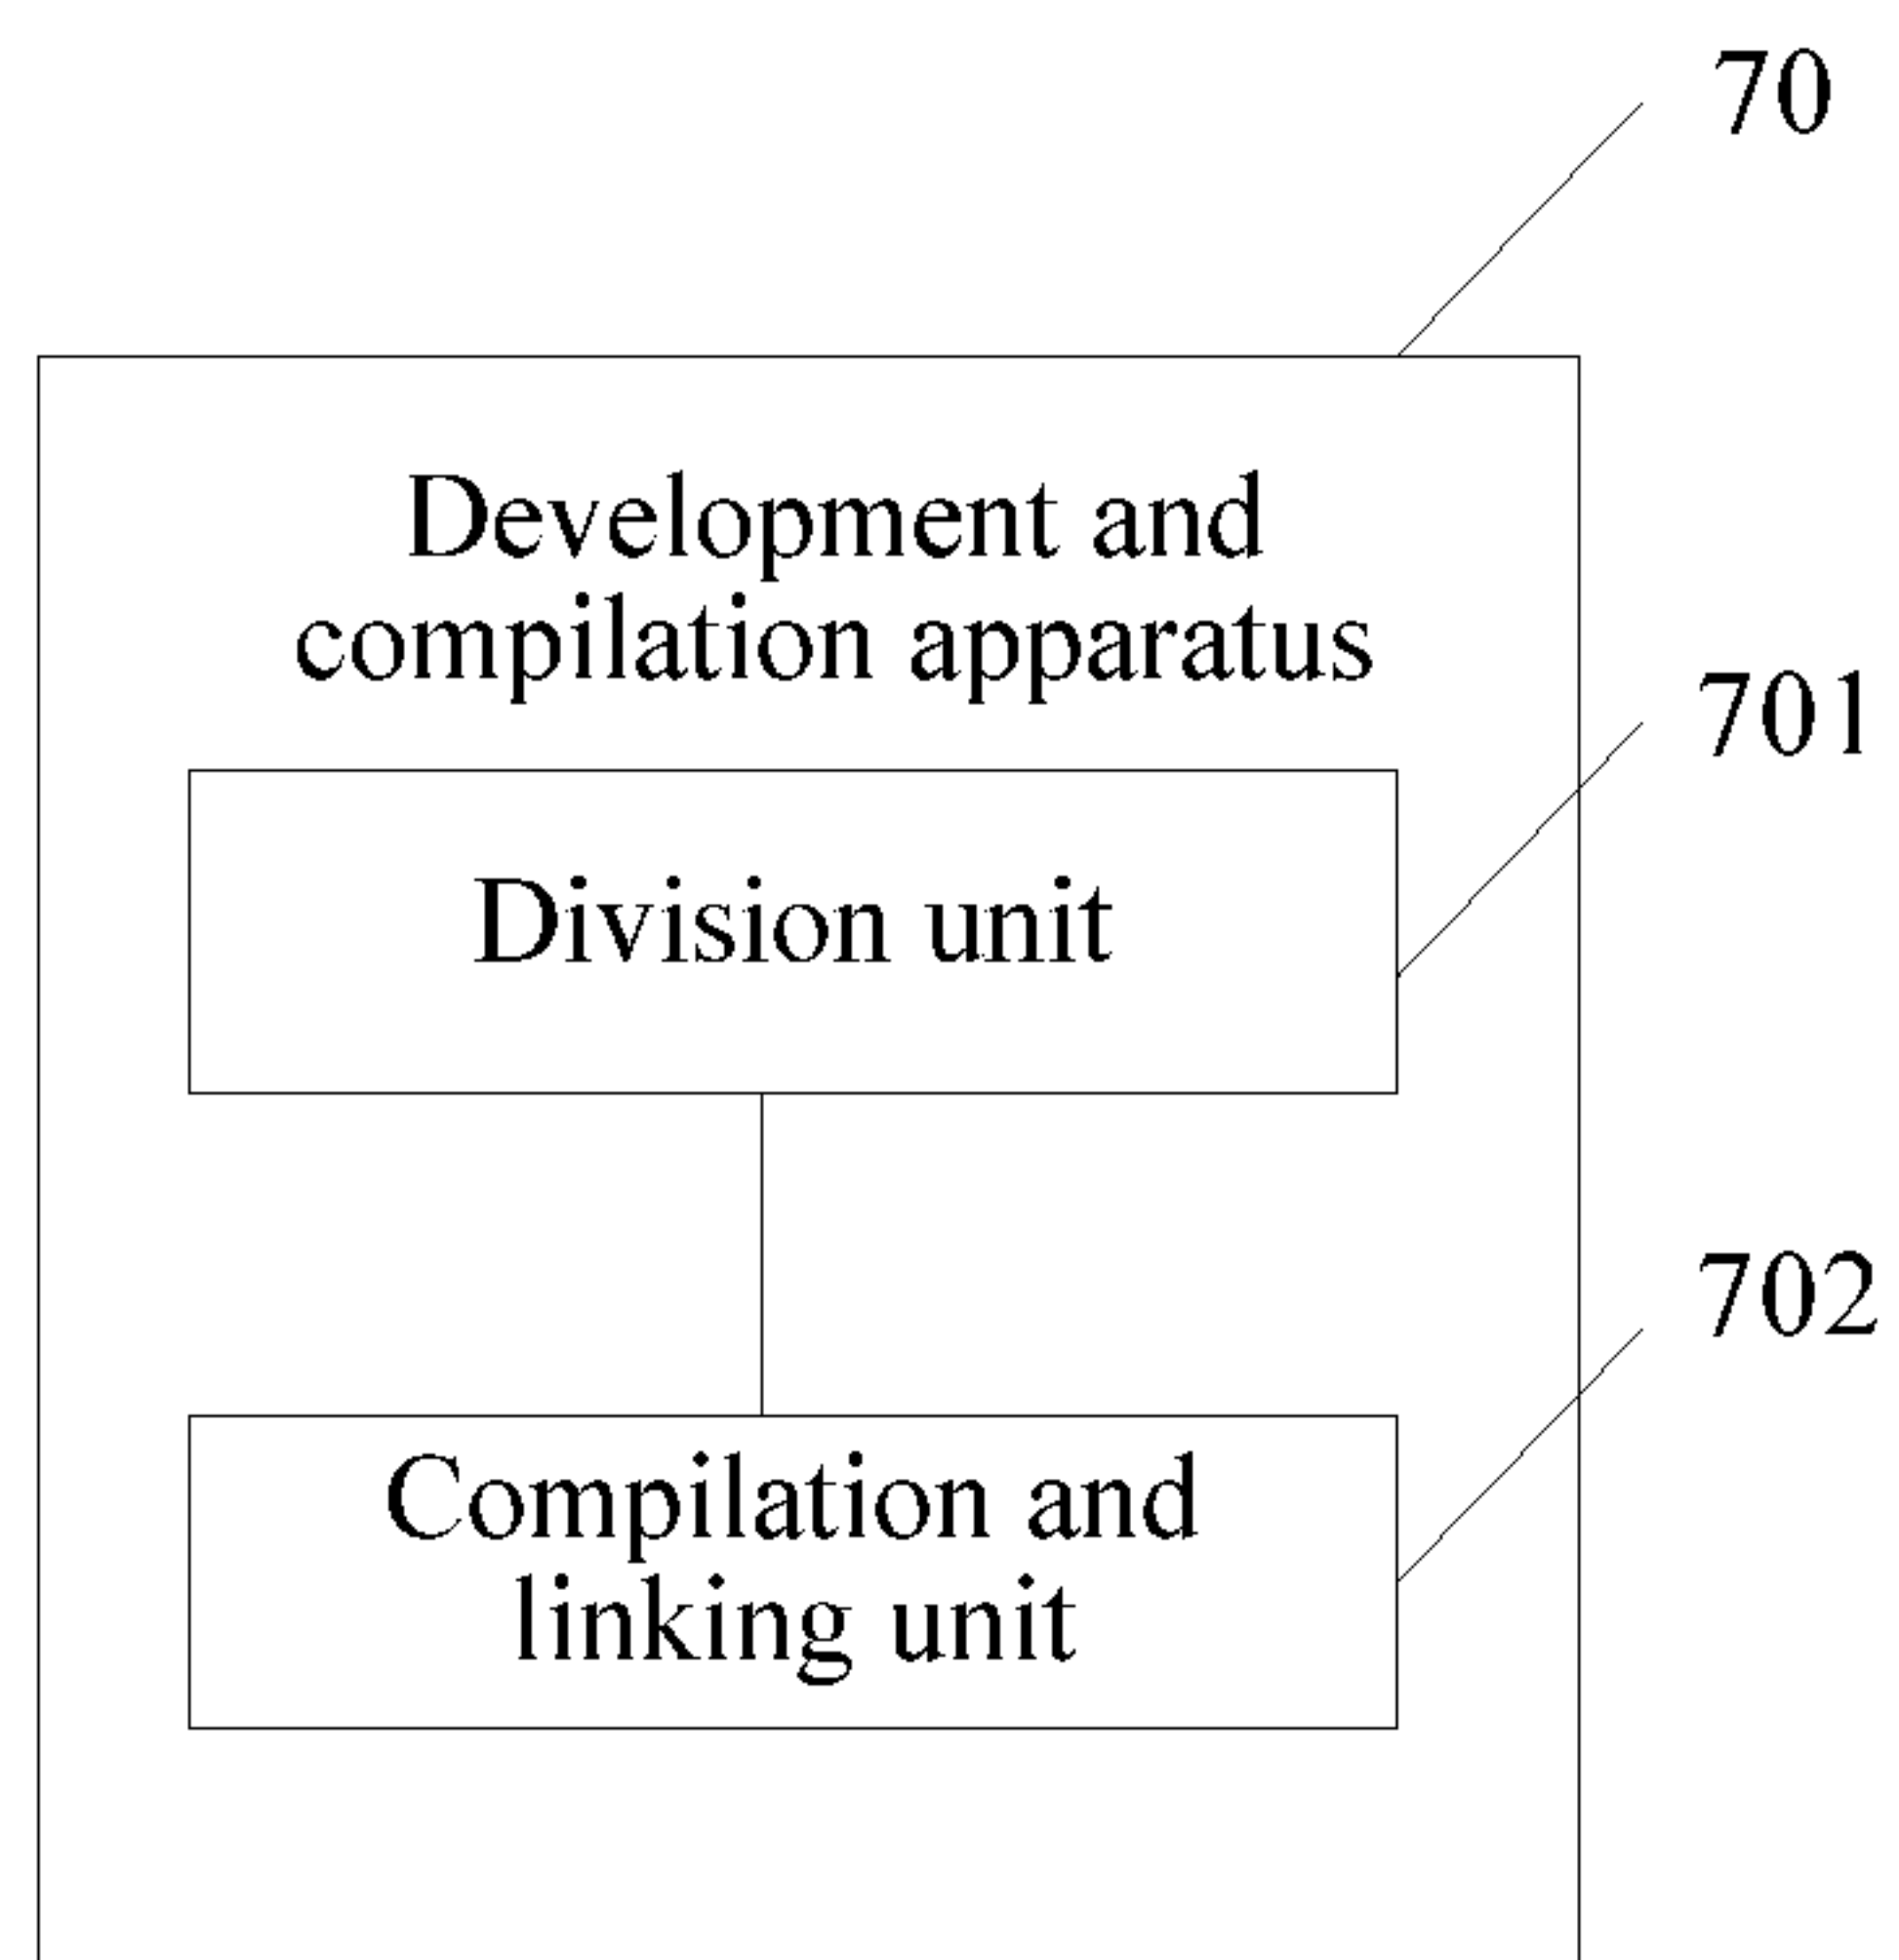 70
Development and
compilation apparatus
701
Division unit
702
Compilation and
linking unit